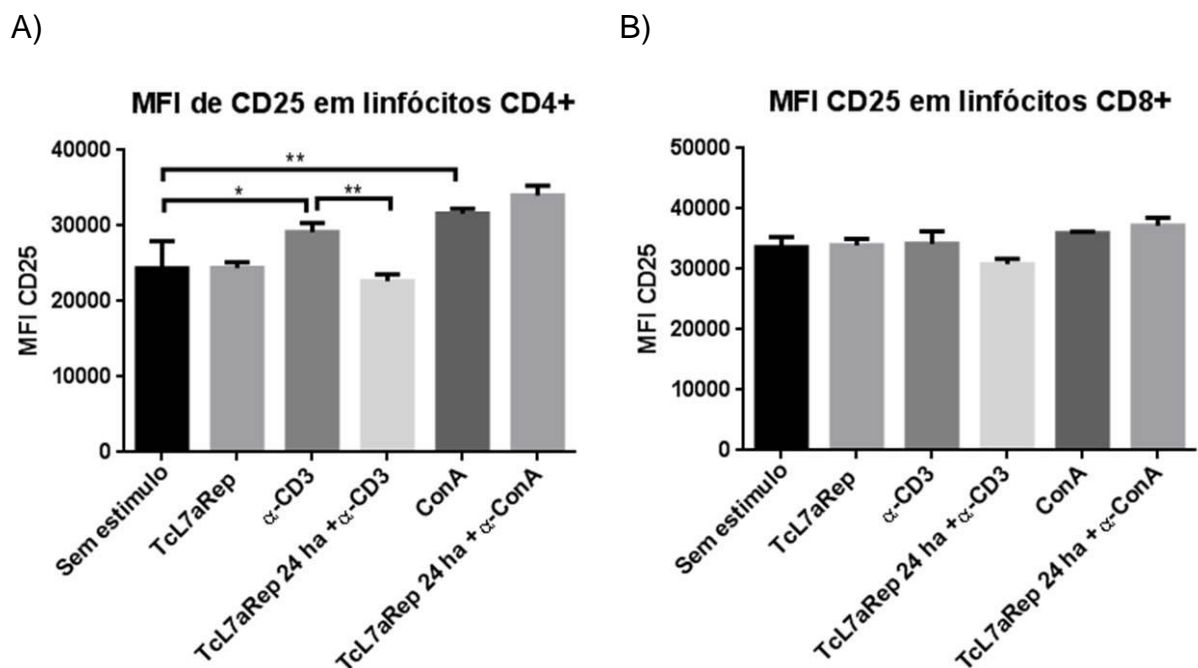 A)
MFI de CD25 em linfócitos CD4+
MFI CD25
40000
30000
20000
10000
0
**
*
**
Sem estimulo
TcL7aRep
α-CD3
TcL7aRep 24 ha +α-CD3
ConA
TcL7aRep 24 ha + α-ConA
B)
MFI CD25 em linfócitos CD8+
MFI CD25
50000
40000
30000
20000
10000
0
Sem estimulo
TcL7aRep
α-CD3
TcL7aRep 24 ha +α-CD3
ConA
TcL7aRep 24 ha + α-ConA